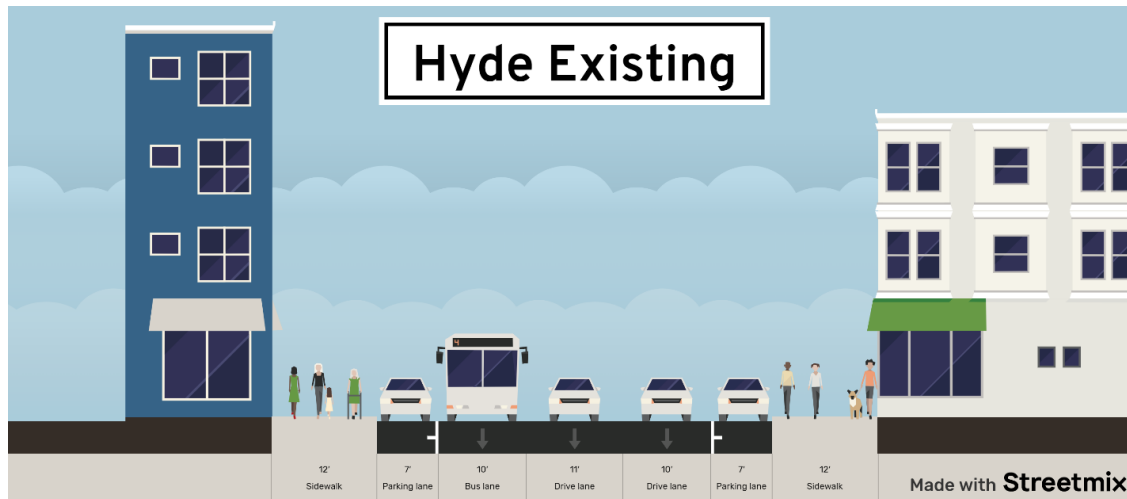 Hyde Existing
4
12'
Sidewalk
7'
Parking lane
10'
Bus lane
11'
Drive lane
10'
Drive lane
7'
Parking lane
12'
Sidewalk
Made with Streetmix